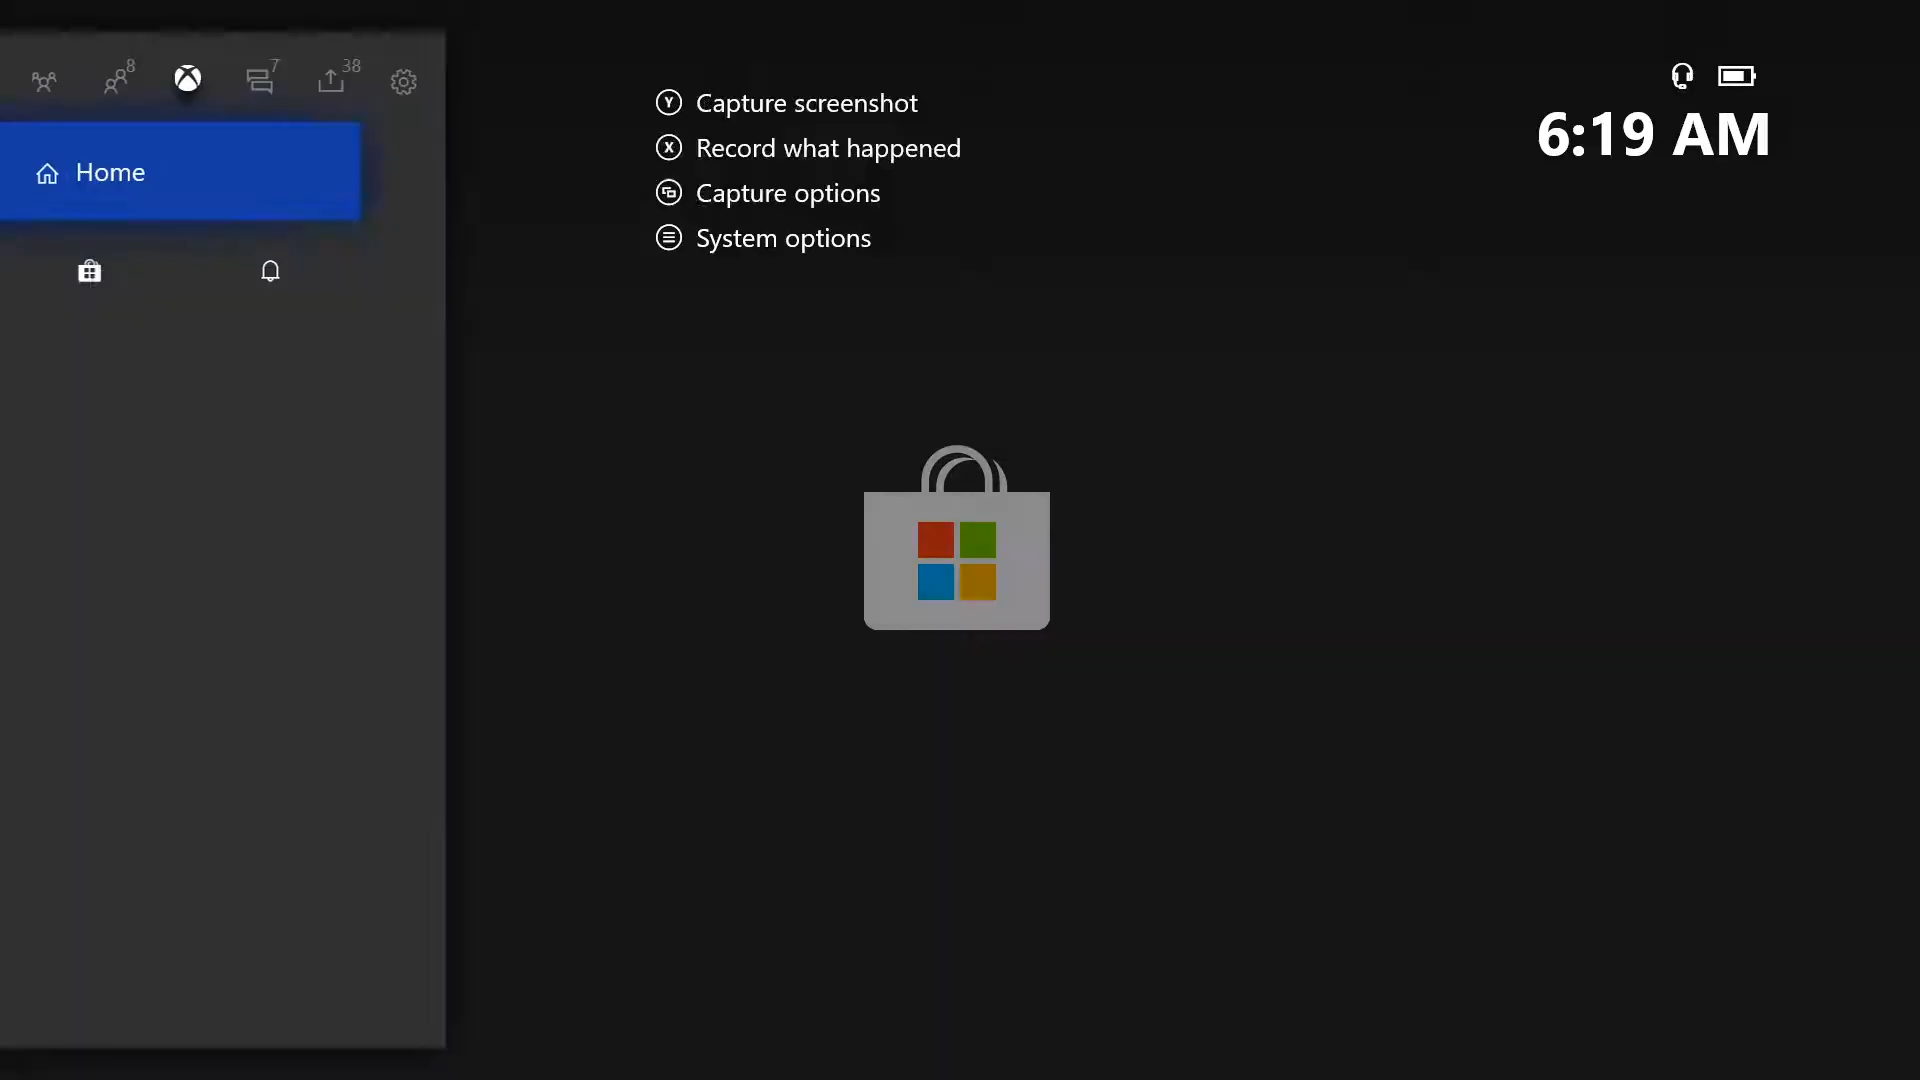 8
7
38
Home
Y Capture screenshot
X Record what happened
Capture options
System options
6:19 AM